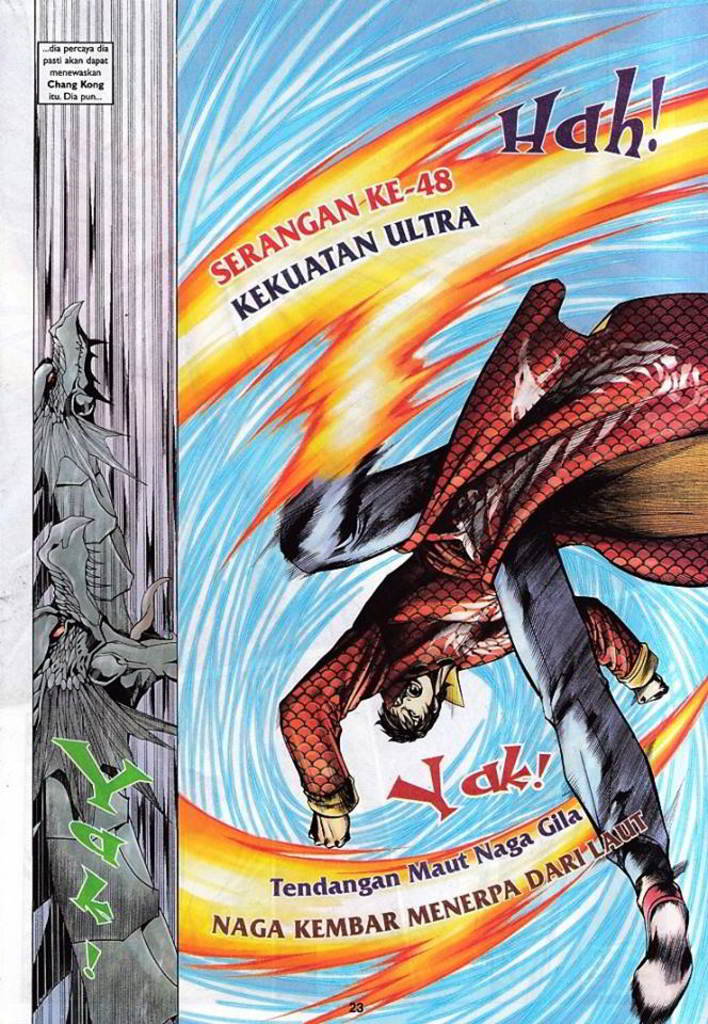 ...dia percaya dia
pasti akan dapat
menewaskan
Chang Kong
itu. Dia pun...
Hah!
SERANGAN KE-48
KEKUATAN ULTRA
Yak!
Yak!
Tendangan Maut Naga Gila
NAGA KEMBAR MENERPA DARI LAUT
23